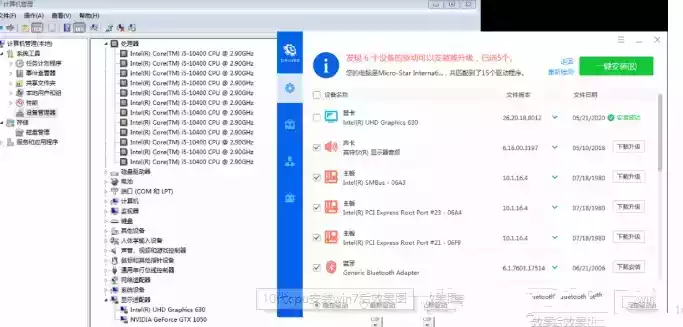 计算机管理
文件(F) 操作(A) 查看(V) 帮助(H)
计算机管理(本地)
系统工具
任务计划程序
事件查看器
共享文件夹
本地用户和组
性能
设备管理器
存储
磁盘管理
服务和应用程序
处理器
Intel(R) Core(TM) i5-10400 CPU @ 2.90GHz
Intel(R) Core(TM) i5-10400 CPU @ 2.90GHz
Intel(R) Core(TM) i5-10400 CPU @ 2.90GHz
Intel(R) Core(TM) i5-10400 CPU @ 2.90GHz
Intel(R) Core(TM) i5-10400 CPU @ 2.90GHz
Intel(R) Core(TM) i5-10400 CPU @ 2.90GHz
Intel(R) Core(TM) i5-10400 CPU @ 2.90GHz
Intel(R) Core(TM) i5-10400 CPU @ 2.90GHz
Intel(R) Core(TM) i5-10400 CPU @ 2.90GHz
Intel(R) Core(TM) i5-10400 CPU @ 2.90GHz
Intel(R) Core(TM) i5-10400 CPU @ 2.90GHz
Intel(R) Core(TM) i5-10400 CPU @ 2.90GHz
磁盘驱动器
电池
端口 (COM 和 LPT)
计算机
监视器
键盘
其他设备
人体学输入设备
声音、视频和游戏控制器
鼠标和其他指针设备
通用串行总线控制器
网络适配器
系统设备
显示适配器
Intel(R) UHD Graphics 630
NVIDIA GeForce GTX 1050
发现 6 个设备的驱动可以安装或升级，已选5个。
您的电脑是Micro-Star Internati...，共匹配到了15个驱动程序。
重新检测
一键安装(5)
设备名称 文件版本 文件日期
显卡
Intel(R) UHD Graphics 630 26.20.16.8012 05/21/2020 安装成功
声卡
英特尔(R) 显示器音频 6.16.00.3197 05/10/2016 下载升级
主板
Intel(R) SMBus - 06A3 10.1.16.4 07/18/1980 下载升级
主板
Intel(R) PCI Express Root Port #23 - 06A4 10.1.16.4 07/18/1980 下载升级
主板
Intel(R) PCI Express Root Port #21 - 06F9 10.1.16.4 07/18/1980 下载升级
蓝牙
Generic Bluetooth Adapter 6.1.7601.17514 06/21/2006 下载安装
10代cpu安装win7后效果图